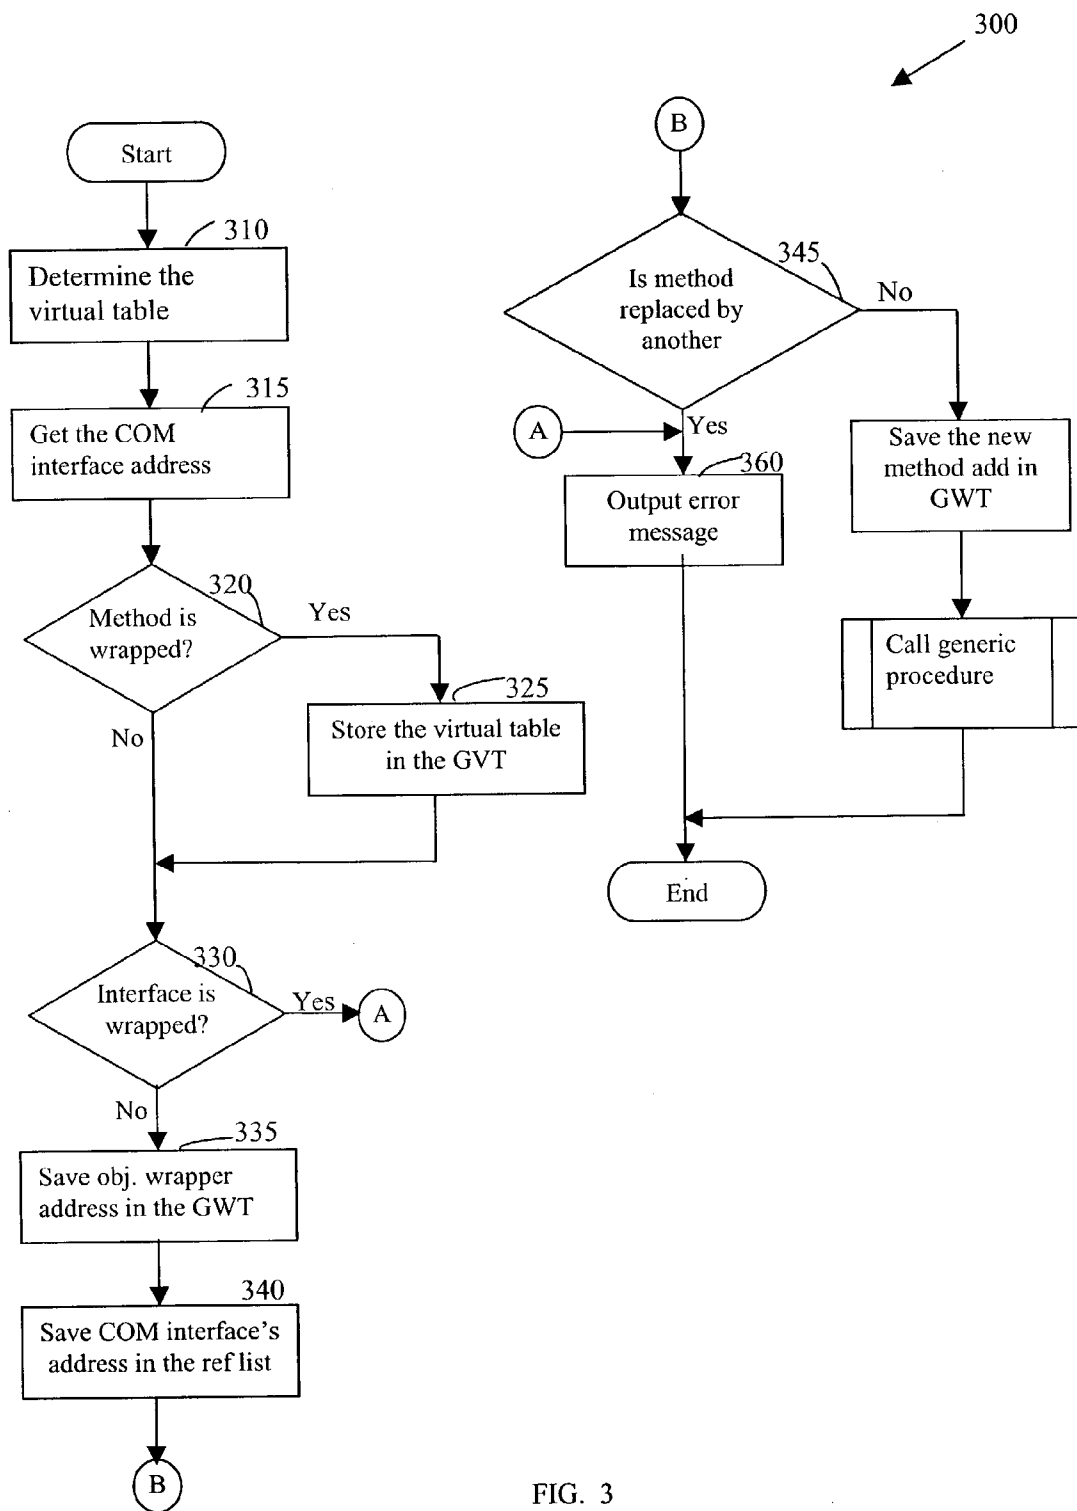 300
Start
310
Determine the
virtual table
315
Get the COM
interface address
320
Method is
wrapped?
Yes
No
325
Store the virtual table
in the GVT
330
Interface is
wrapped?
Yes
A
No
335
Save obj. wrapper
address in the GWT
340
Save COM interface's
address in the ref list
B
B
345
Is method
replaced by
another
No
A
Yes
360
Output error
message
Save the new
method add in
GWT
Call generic
procedure
End
FIG. 3